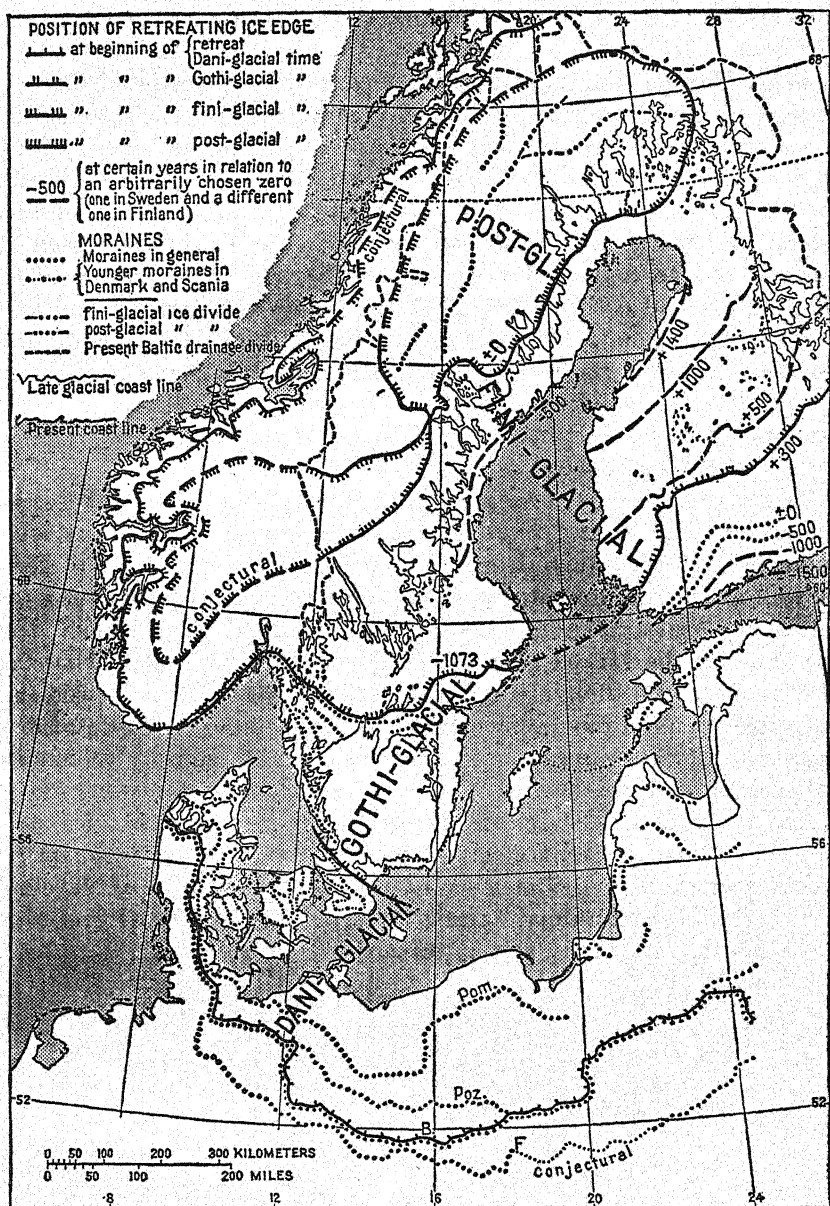 12
16
20
24
28
32
POSITION OF RETREATING ICE EDGE
at beginning of { retreat
Dani-glacial time
" " " Gothi-glacial "
" " " fini-glacial "
" " " post-glacial "
-500 { at certain years in relation to
an arbitrarily chosen zero
(one in Sweden and a different
one in Finland)
MORAINES
Moraines in general
{ Younger moraines in
Denmark and Scania
fini-glacial ice divide
post-glacial " "
Present Baltic drainage divide
Late glacial coast line
Present coast line
68
conjectural
POST-GL.
±0
-500
FINI-GLACIAL
+1400
+1000
+500
+300
±0
-500
-1000
-1500
60
conjectural
-1073
GOTHI-GLACIAL
56
56
DANI-GLACIAL
Pom.
Poz.
52
52
B
F
conjectural
0 50 100 200 300 KILOMETERS
0 50 100 200 MILES
8
12
16
20
24